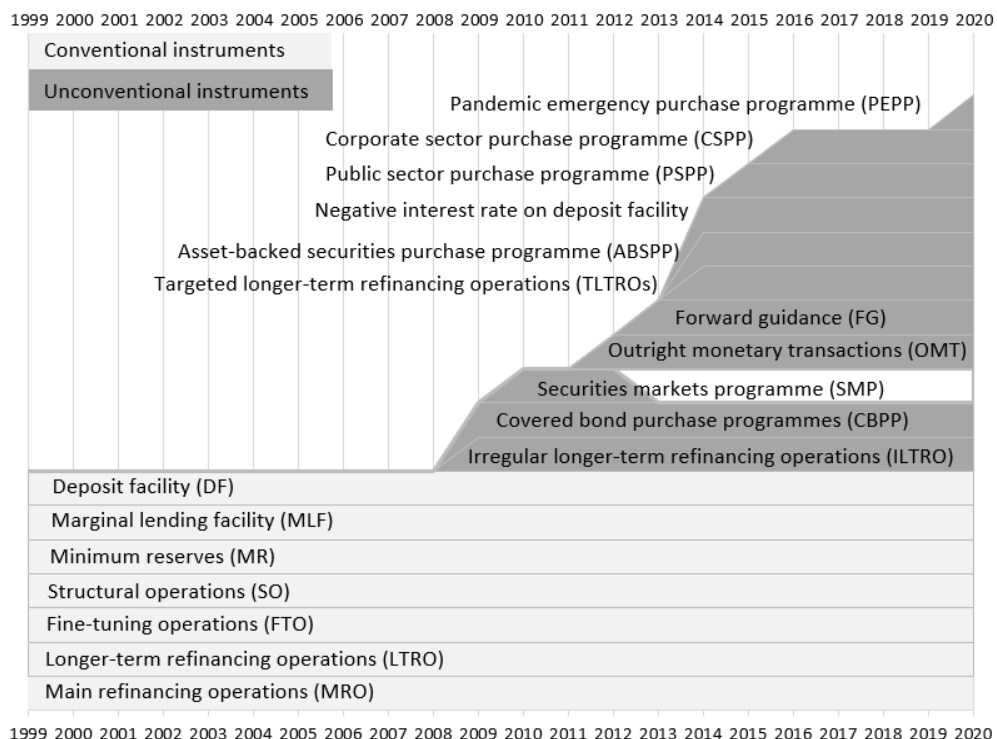 1999 2000 2001 2002 2003 2004 2005 2006 2007 2008 2009 2010 2011 2012 2013 2014 2015 2016 2017 2018 2019 2020
Conventional instruments
Unconventional instruments
Pandemic emergency purchase programme (PEPP)
Corporate sector purchase programme (CSPP)
Public sector purchase programme (PSPP)
Negative interest rate on deposit facility
Asset-backed securities purchase programme (ABSPP)
Targeted longer-term refinancing operations (TLTROs)
Forward guidance (FG)
Outright monetary transactions (OMT)
Securities markets programme (SMP)
Covered bond purchase programmes (CBPP)
Irregular longer-term refinancing operations (ILTRO)
Deposit facility (DF)
Marginal lending facility (MLF)
Minimum reserves (MR)
Structural operations (SO)
Fine-tuning operations (FTO)
Longer-term refinancing operations (LTRO)
Main refinancing operations (MRO)
1999 2000 2001 2002 2003 2004 2005 2006 2007 2008 2009 2010 2011 2012 2013 2014 2015 2016 2017 2018 2019 2020